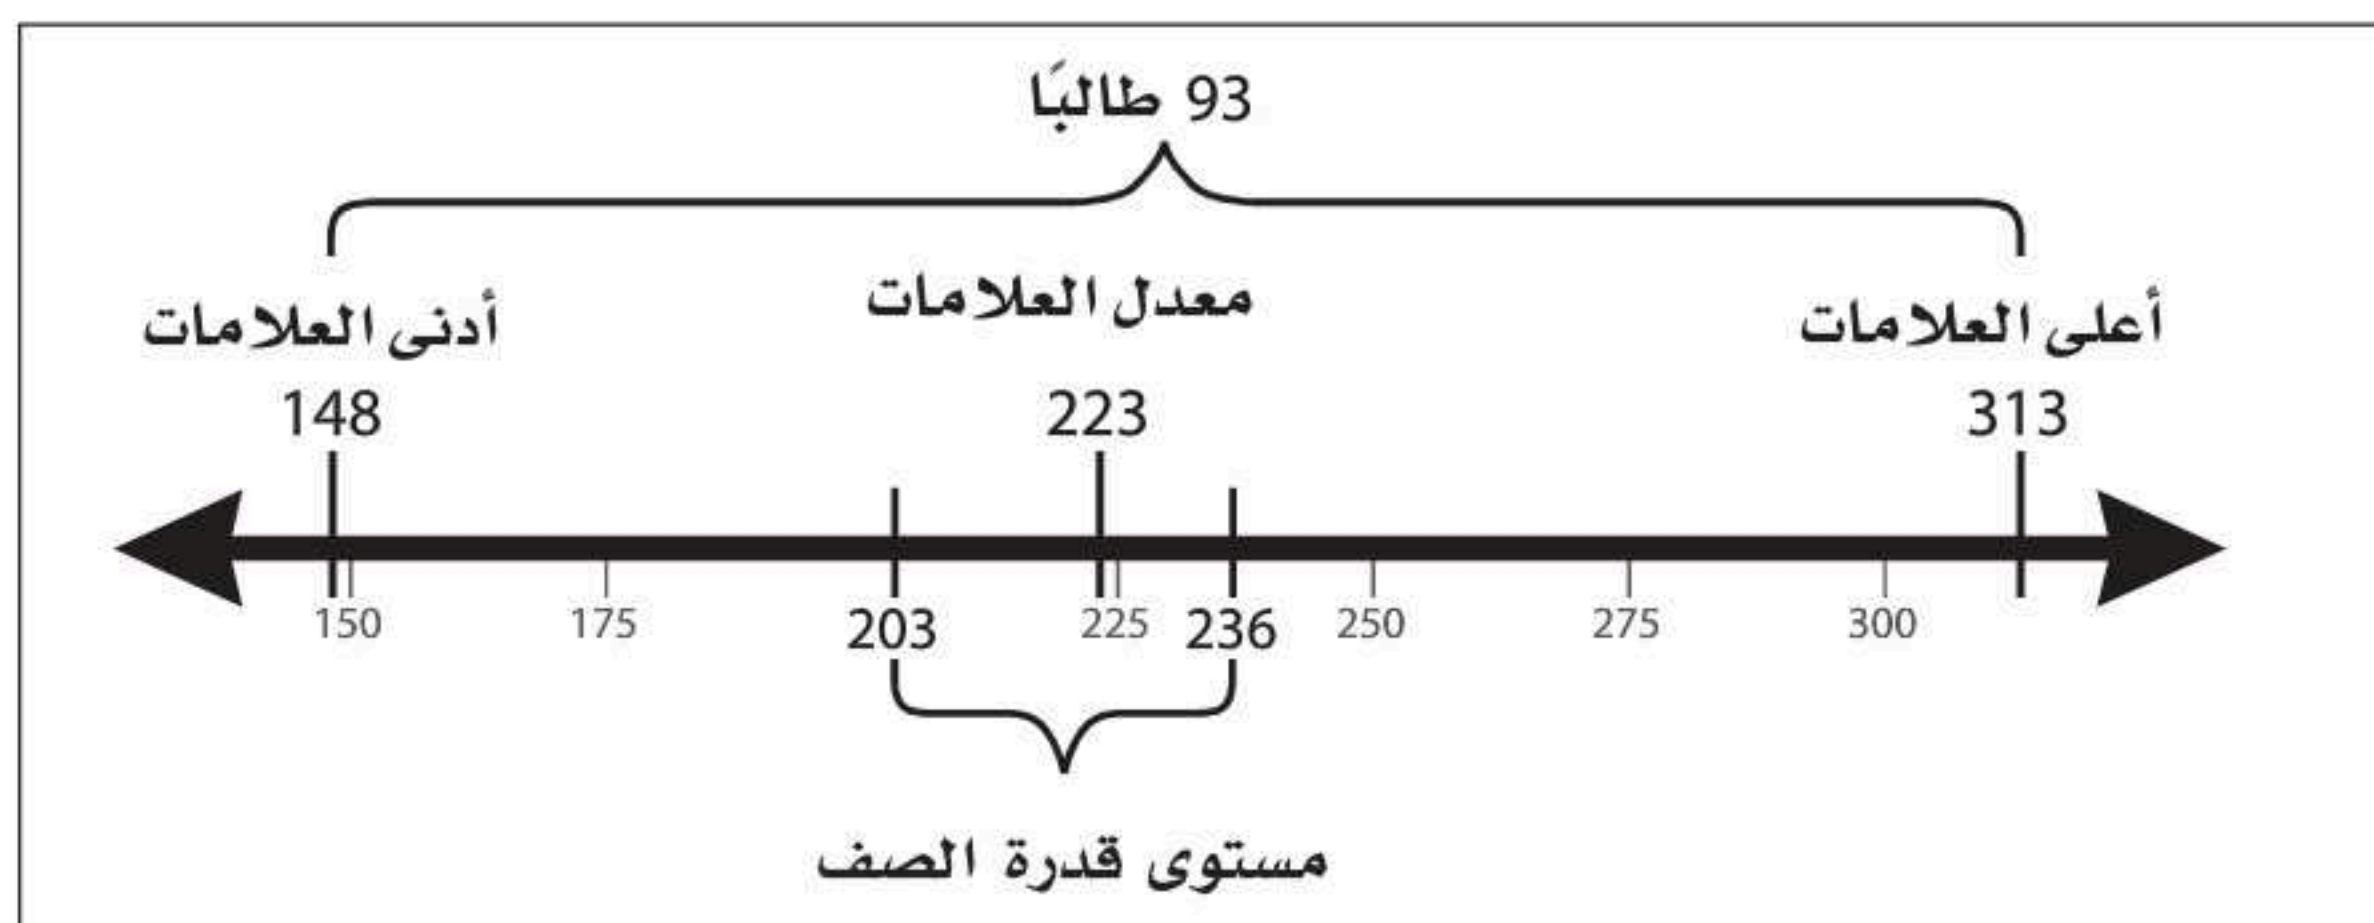 93 طالبًا
معدل العلامات
أعلى العلامات
أدنى العلامات
148 223 313
150 175 203 225 236 250 275 300
مستوى قدرة الصف